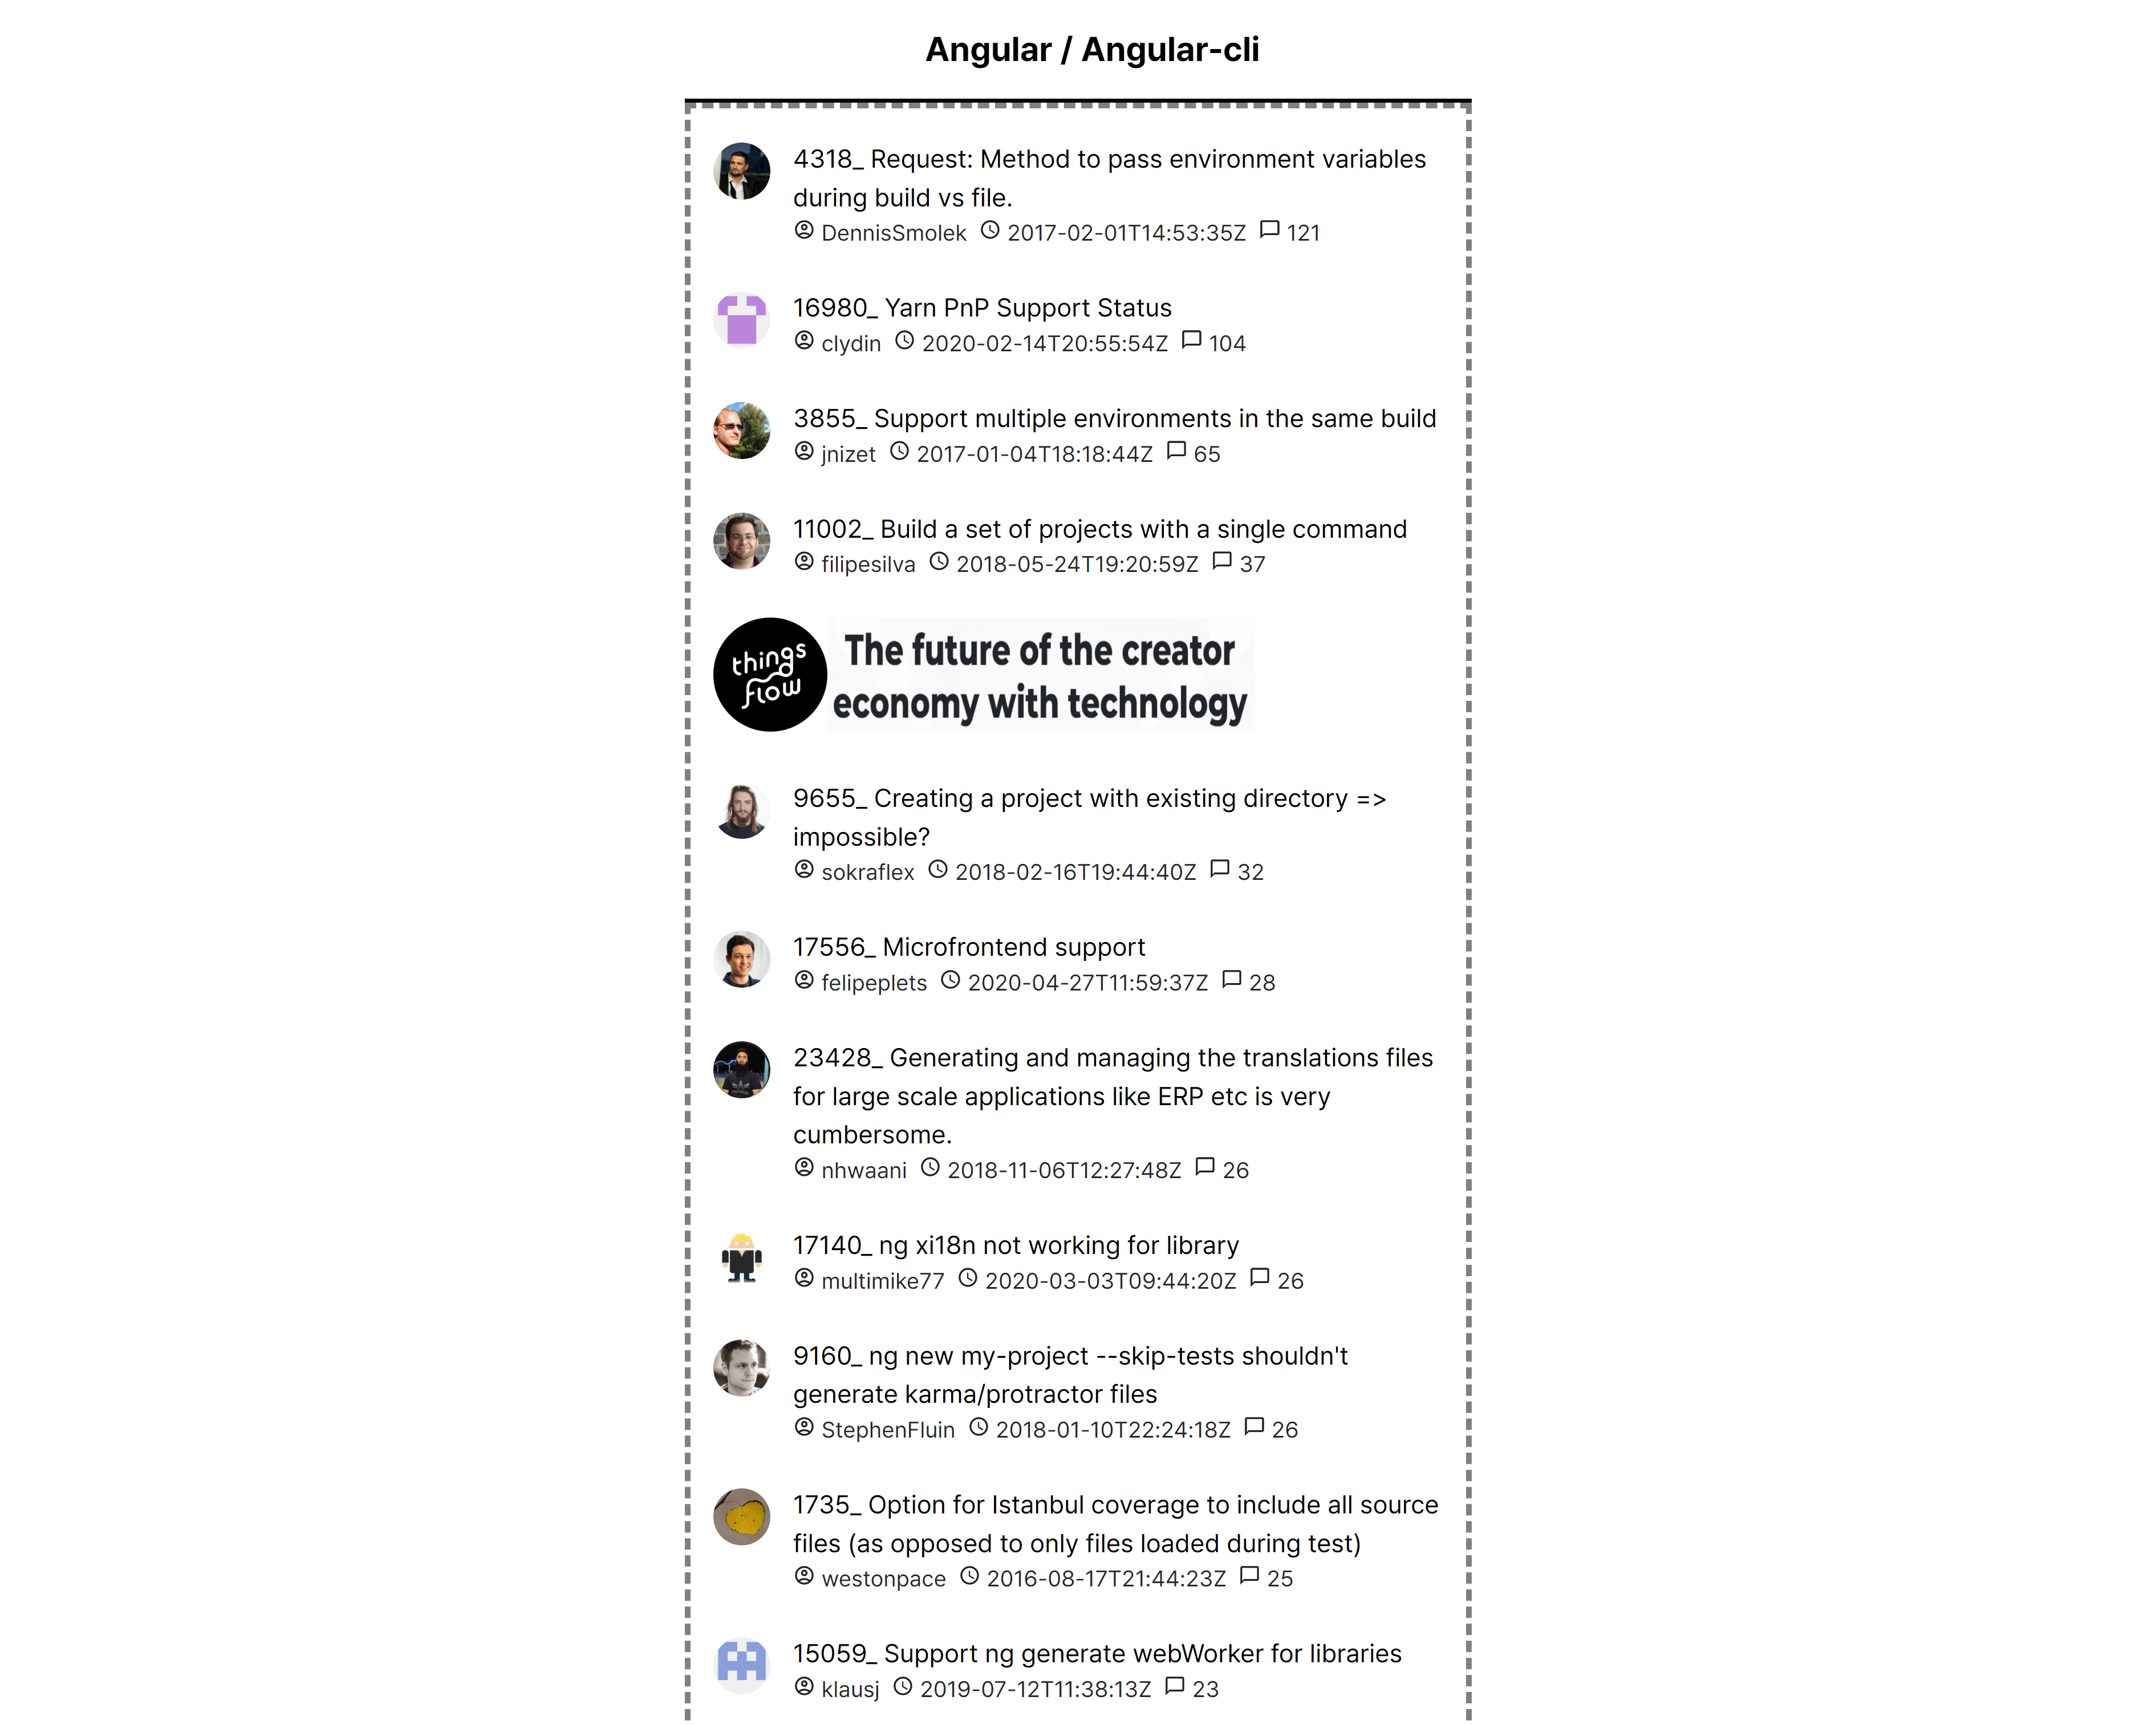 Angular / Angular-cli
4318_ Request: Method to pass environment variables
during build vs file.
DennisSmolek 2017-02-01T14:53:35Z 121
16980_ Yarn PnP Support Status
clydin 2020-02-14T20:55:54Z 104
3855_ Support multiple environments in the same build
jnizet 2017-01-04T18:18:44Z 65
11002_ Build a set of projects with a single command
filipesilva 2018-05-24T19:20:59Z 37
things
flow
The future of the creator
economy with technology
9655_ Creating a project with existing directory =>
impossible?
sokraflex 2018-02-16T19:44:40Z 32
17556_ Microfrontend support
felipeplets 2020-04-27T11:59:37Z 28
23428_ Generating and managing the translations files
for large scale applications like ERP etc is very
cumbersome.
nhwaani 2018-11-06T12:27:48Z 26
17140_ ng xi18n not working for library
multimike77 2020-03-03T09:44:20Z 26
9160_ ng new my-project --skip-tests shouldn't
generate karma/protractor files
StephenFluin 2018-01-10T22:24:18Z 26
1735_ Option for Istanbul coverage to include all source
files (as opposed to only files loaded during test)
westonpace 2016-08-17T21:44:23Z 25
15059_ Support ng generate webWorker for libraries
klausj 2019-07-12T11:38:13Z 23